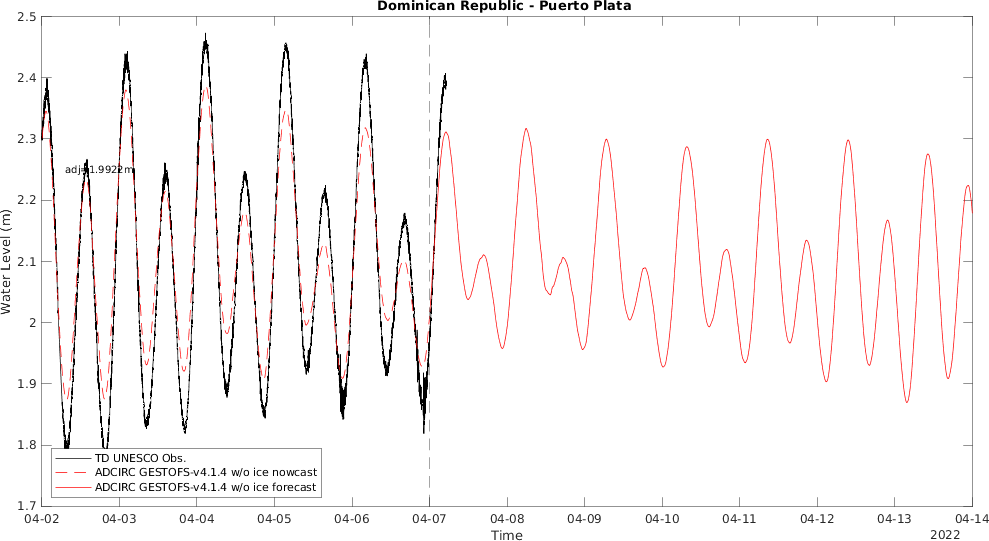 Dominican Republic - Puerto Plata
2.5
2.4
2.3
2.2
2.1
2
1.9
1.8
1.7
Water Level (m)
adj=1.9922m
TD UNESCO Obs.
ADCIRC GESTOFS-v4.1.4 w/o ice nowcast
ADCIRC GESTOFS-v4.1.4 w/o ice forecast
04-02 04-03 04-04 04-05 04-06 04-07 04-08 04-09 04-10 04-11 04-12 04-13 04-14
Time
2022